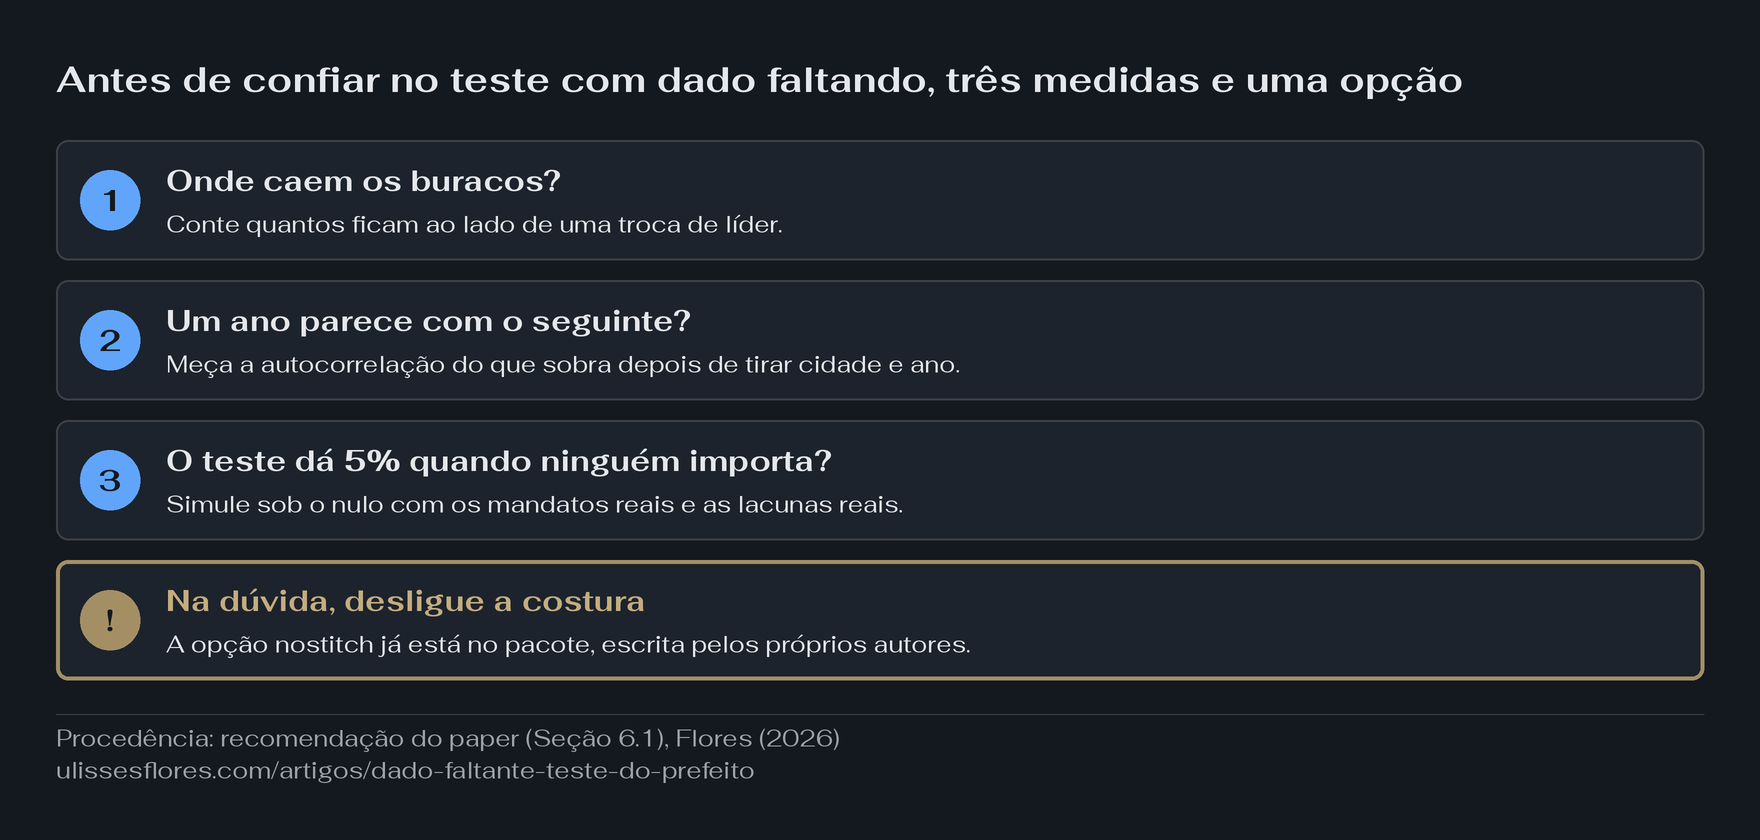 Antes de confiar no teste com dado faltando, três medidas e uma opção
1
Onde caem os buracos?
Conte quantos ficam ao lado de uma troca de líder.
2
Um ano parece com o seguinte?
Meça a autocorrelação do que sobra depois de tirar cidade e ano.
3
O teste dá 5% quando ninguém importa?
Simule sob o nulo com os mandatos reais e as lacunas reais.
!
Na dúvida, desligue a costura
A opção nostitch já está no pacote, escrita pelos próprios autores.
Procedência: recomendação do paper (Seção 6.1), Flores (2026)
ulissesflores.com/artigos/dado-faltante-teste-do-prefeito